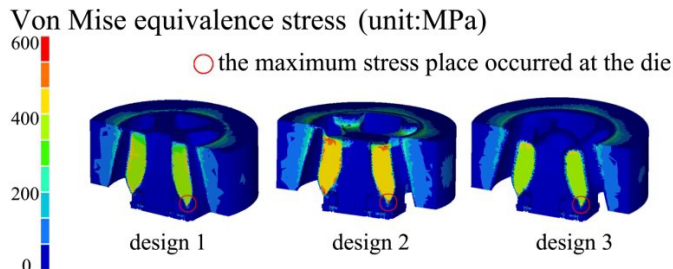 Von Mise equivalence stress (unit:MPa)
600
the maximum stress place occurred at the die
400
200
0
design 1
design 2
design 3